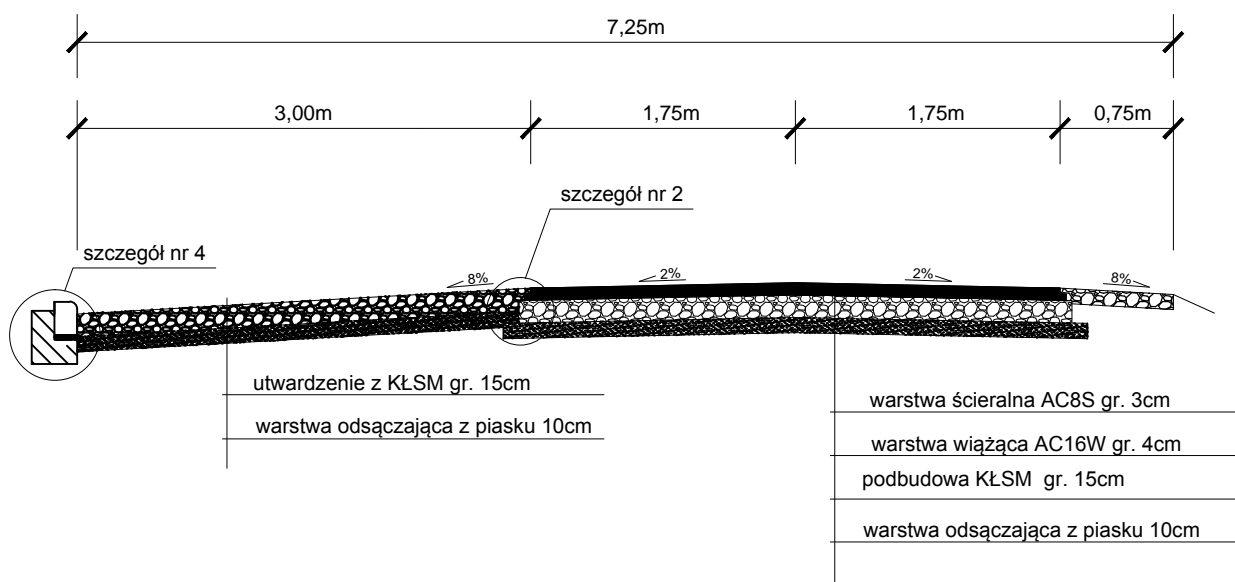 7,25m
3,00m
1,75m
1,75m
0,75m
szczegół nr 2
szczegół nr 4
8%
2%
2%
8%
utwardzenie z KŁSM gr. 15cm
warstwa odsączająca z piasku 10cm
warstwa ścieralna AC8S gr. 3cm
warstwa wiążąca AC16W gr. 4cm
podbudowa KŁSM gr. 15cm
warstwa odsączająca z piasku 10cm